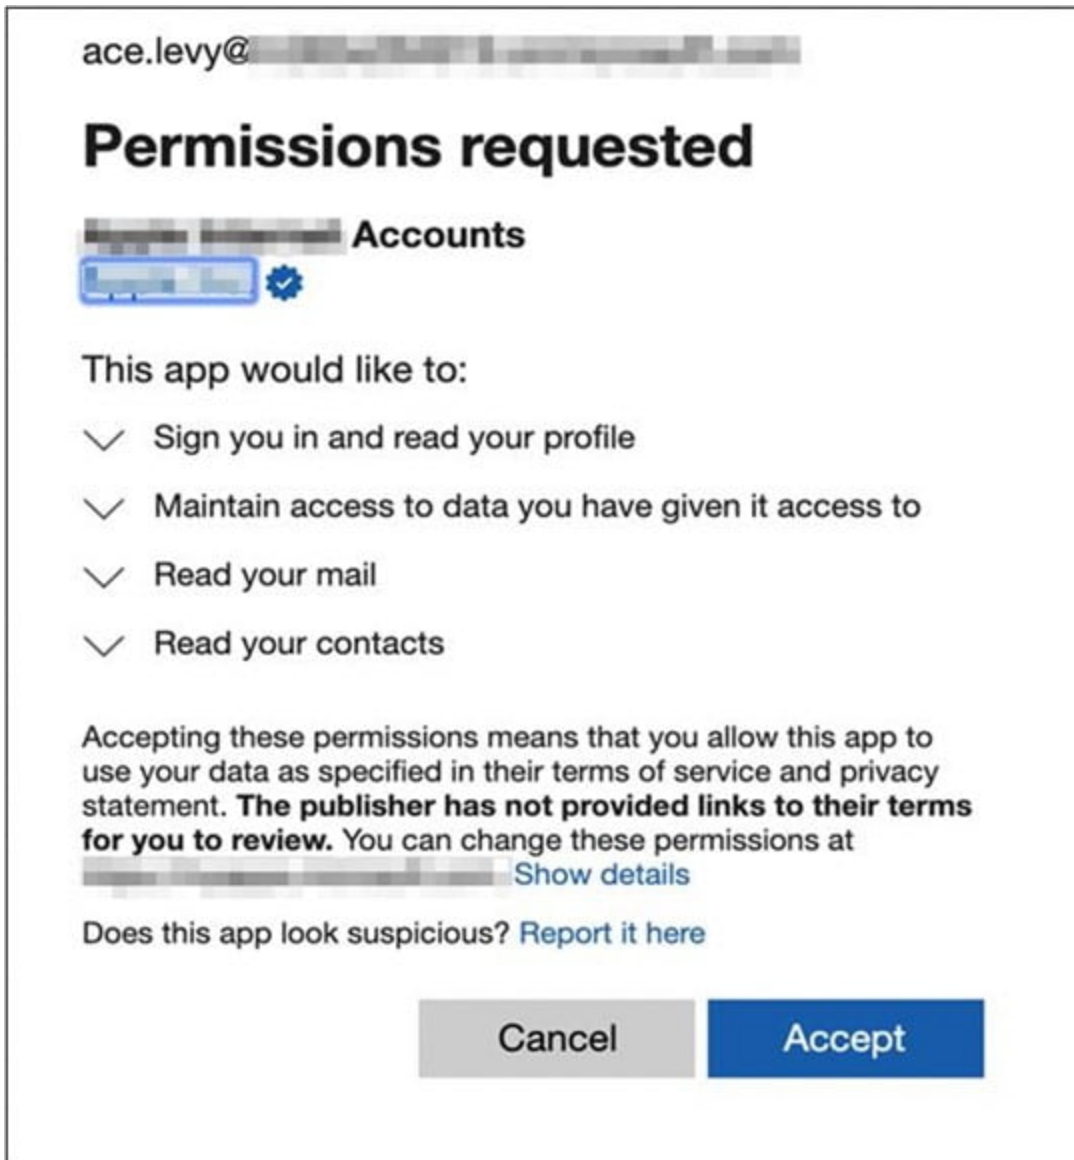 ace.levy@
Permissions requested
Accounts
This app would like to:
Sign you in and read your profile
Maintain access to data you have given it access to
Read your mail
Read your contacts
Accepting these permissions means that you allow this app to
use your data as specified in their terms of service and privacy
statement. The publisher has not provided links to their terms
for you to review. You can change these permissions at
Show details
Does this app look suspicious? Report it here
Cancel Accept